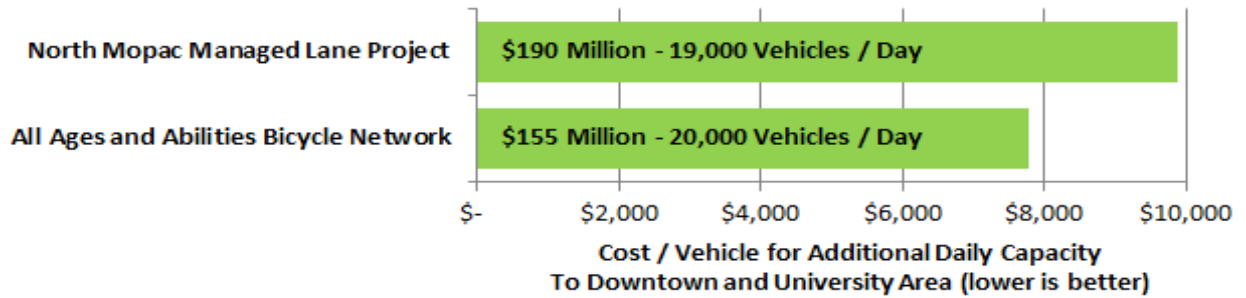 North Mopac Managed Lane Project
$190 Million - 19,000 Vehicles / Day
All Ages and Abilities Bicycle Network
$155 Million - 20,000 Vehicles / Day
$- $2,000 $4,000 $6,000 $8,000 $10,000
Cost / Vehicle for Additional Daily Capacity
To Downtown and University Area (lower is better)